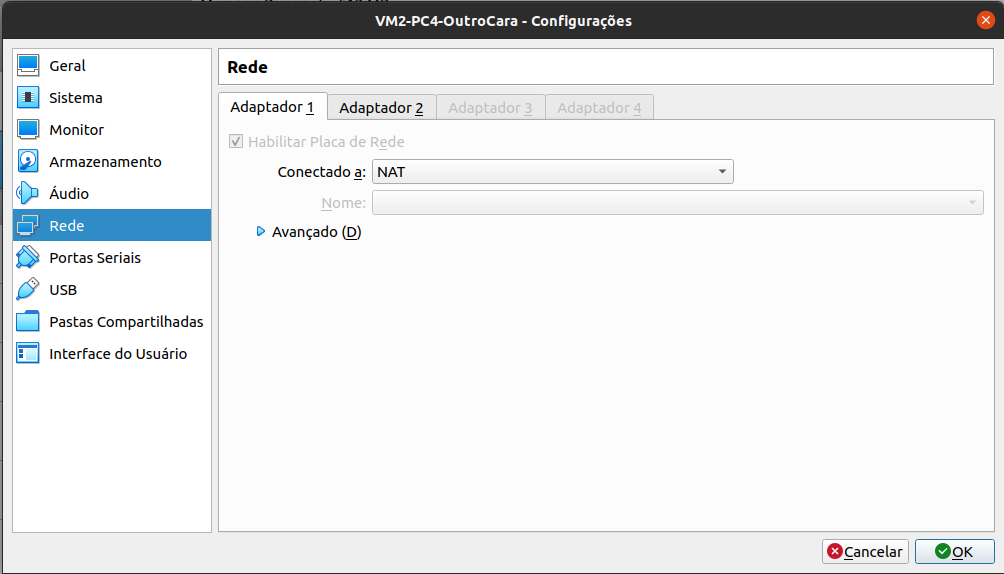 VM2-PC4-OutroCara - Configurações
Geral
Sistema
Monitor
Armazenamento
Áudio
Rede
Portas Seriais
USB
Pastas Compartilhadas
Interface do Usuário
Rede
Adaptador 1 Adaptador 2 Adaptador 3 Adaptador 4
Habilitar Placa de Rede
Conectado a: NAT
Nome:
Avançado (D)
Cancelar OK